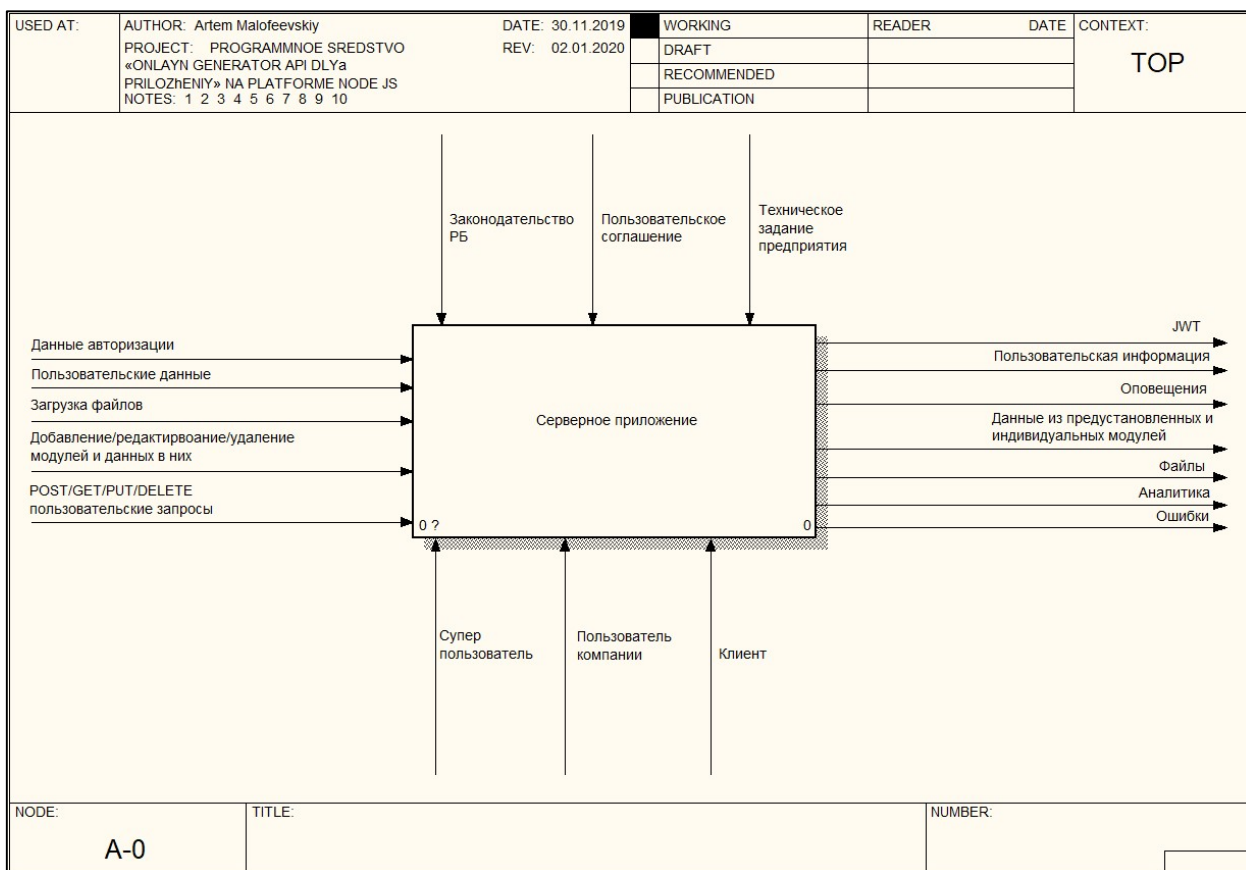 USED AT:
AUTHOR: Artem Malofeevskiy
DATE: 30.11.2019
WORKING
READER
DATE
CONTEXT:
PROJECT: PROGRAMMNOE SREDSTVO
REV: 02.01.2020
DRAFT
«ONLAYN GENERATOR API DLYa
RECOMMENDED
TOP
PRILOZhENIY» NA PLATFORME NODE JS
NOTES: 1 2 3 4 5 6 7 8 9 10
PUBLICATION
Законодательство
РБ
Пользовательское
соглашение
Техническое
задание
предприятия
Данные авторизации
Пользовательские данные
Загрузка файлов
Добавление/редактирвоание/удаление
модулей и данных в них
POST/GET/PUT/DELETE
пользовательские запросы
Серверное приложение
0 ?
0
JWT
Пользовательская информация
Оповещения
Данные из предустановленных и
индивидуальных модулей
Файлы
Аналитика
Ошибки
Супер
пользователь
Пользователь
компании
Клиент
NODE:
TITLE:
NUMBER:
A-0